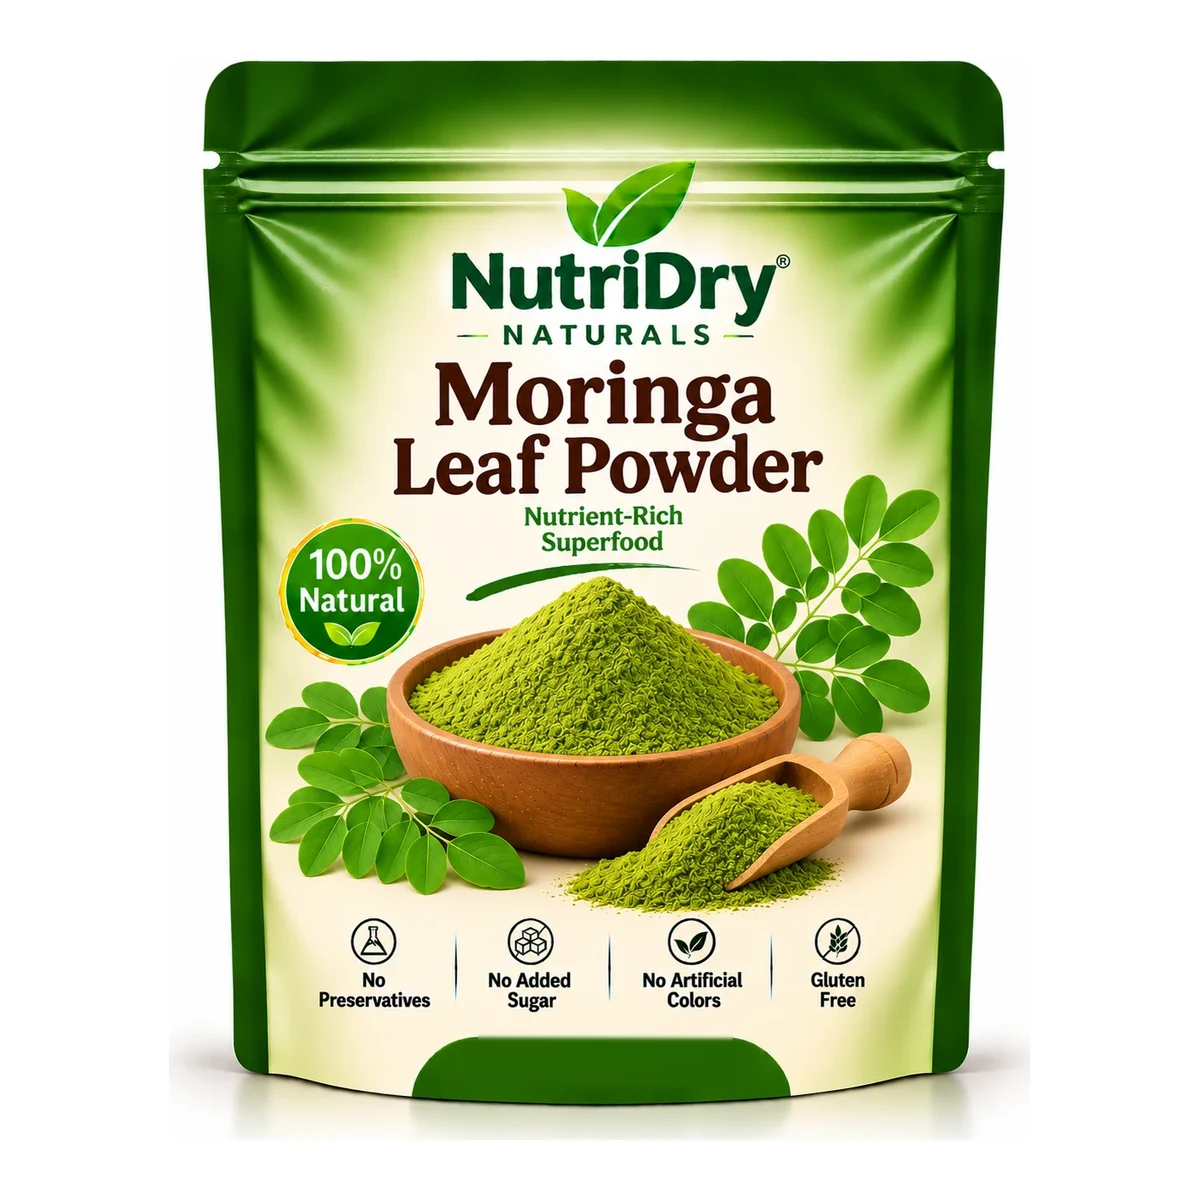 NutriDry®
NATURALS
Moringa
Leaf Powder
Nutrient-Rich
Superfood
100%
Natural
No
Preservatives
No Added
Sugar
No Artificial
Colors
Gluten
Free